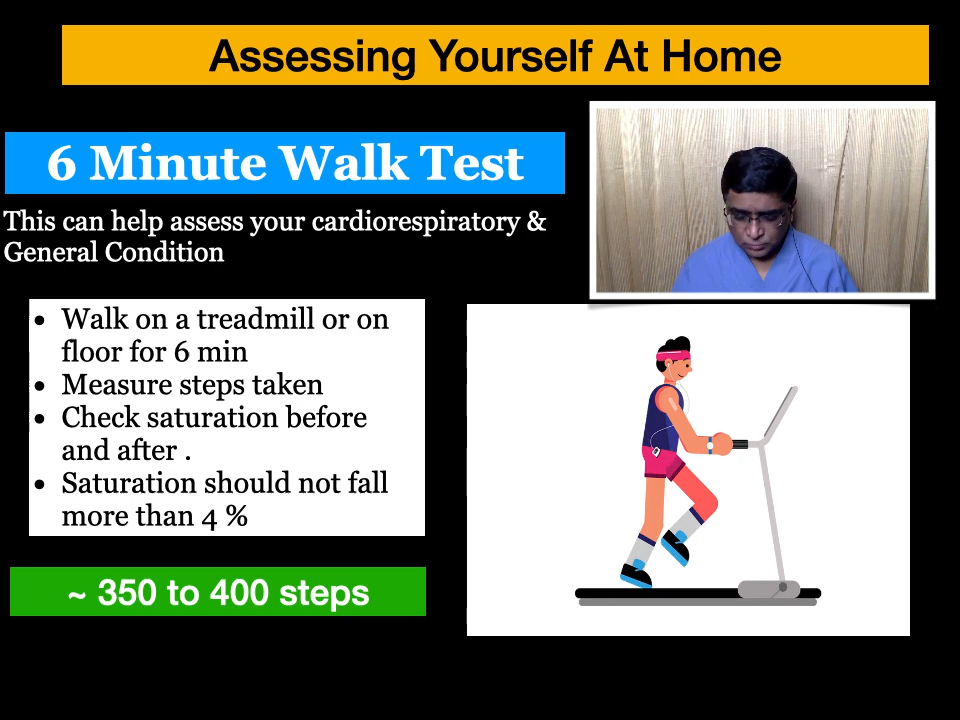 Assessing Yourself At Home
6 Minute Walk Test
This can help assess your cardiorespiratory &
General Condition
• Walk on a treadmill or on
floor for 6 min
• Measure steps taken
• Check saturation before
and after .
• Saturation should not fall
more than 4 %
~ 350 to 400 steps